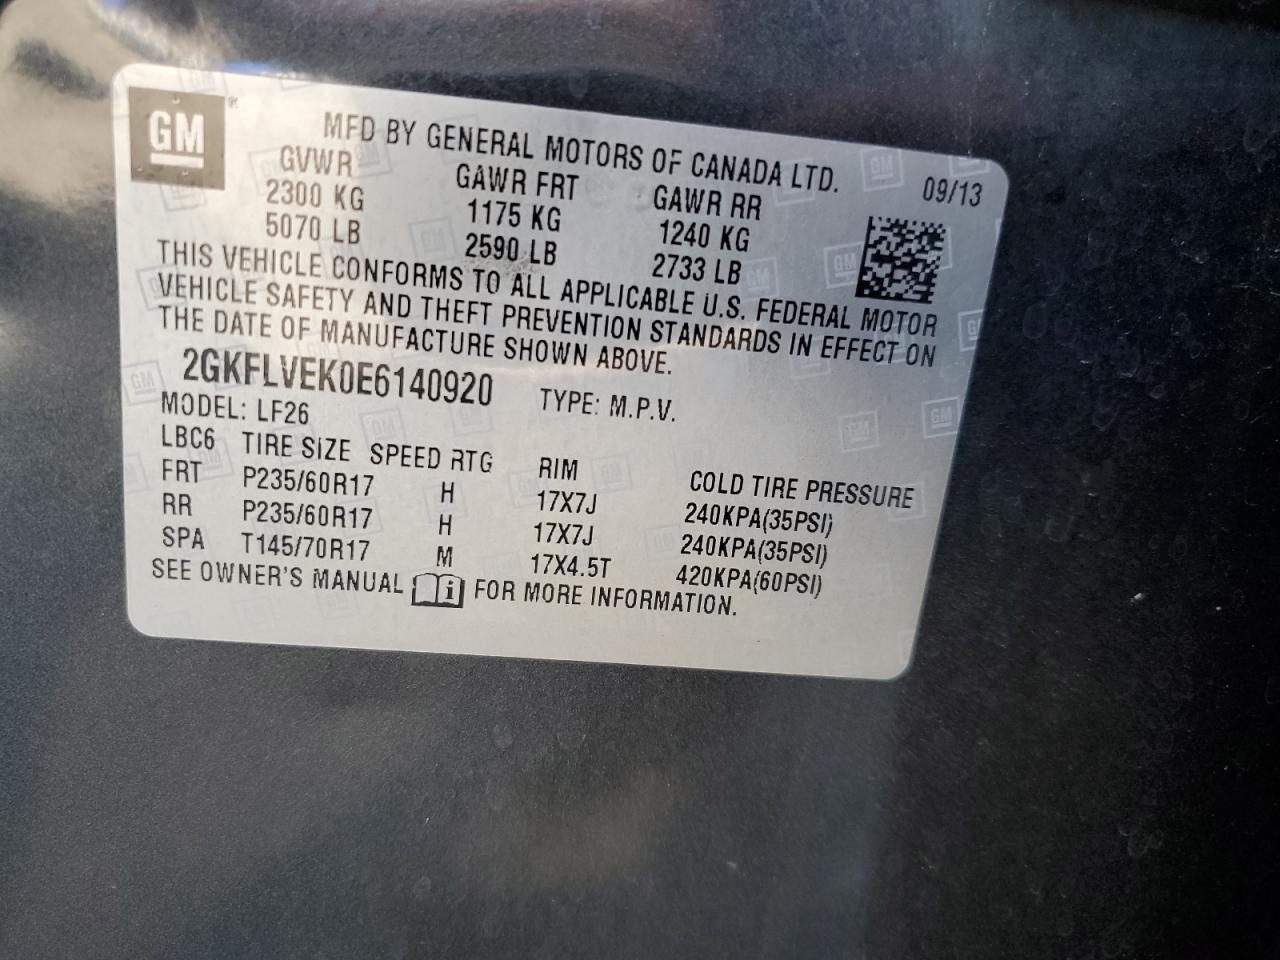 GM ®
MFD BY GENERAL MOTORS OF CANADA LTD.
09/13
GVWR GAWR FRT GAWR RR
2300 KG 1175 KG 1240 KG
5070 LB 2590 LB 2733 LB
THIS VEHICLE CONFORMS TO ALL APPLICABLE U.S. FEDERAL MOTOR
VEHICLE SAFETY AND THEFT PREVENTION STANDARDS IN EFFECT ON
THE DATE OF MANUFACTURE SHOWN ABOVE.
2GKFLVEK0E6140920 TYPE: M.P.V.
MODEL: LF26
LBC6 TIRE SIZE SPEED RTG RIM COLD TIRE PRESSURE
FRT P235/60R17 H 17X7J 240KPA(35PSI)
RR P235/60R17 H 17X7J 240KPA(35PSI)
SPA T145/70R17 M 17X4.5T 420KPA(60PSI)
SEE OWNER'S MANUAL i FOR MORE INFORMATION.